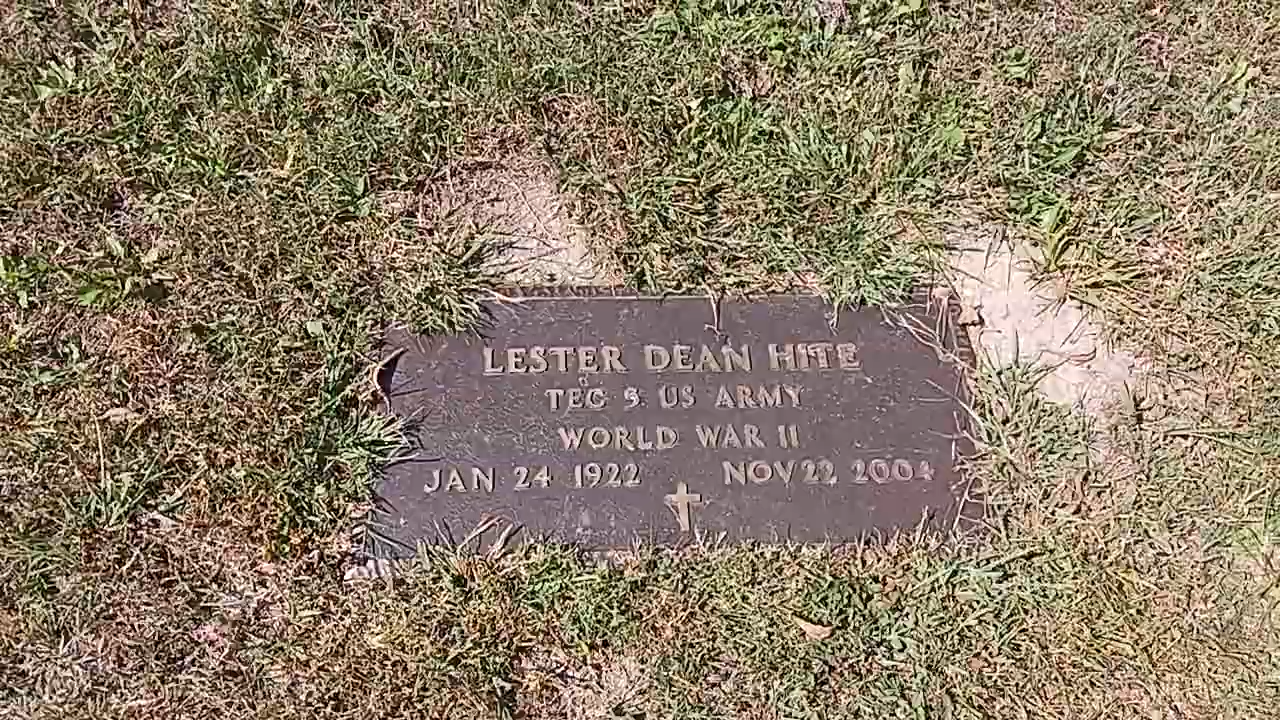 LESTER DEAN HITE
TEC 5 US ARMY
WORLD WAR II
JAN 24 1922 NOV 22 2004